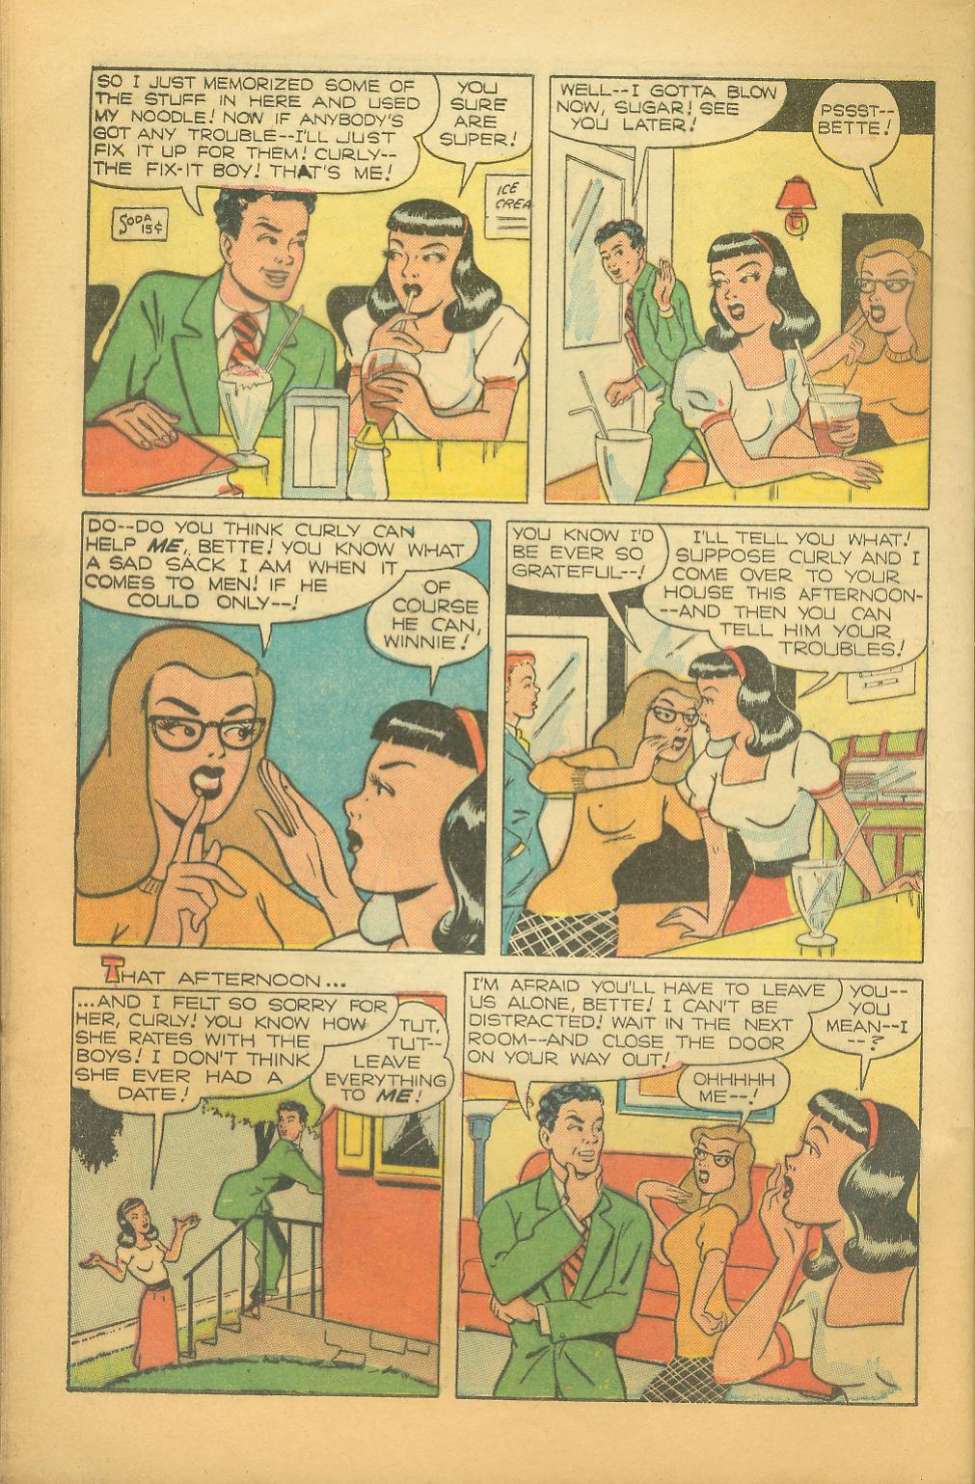 SO I JUST MEMORIZED SOME OF
THE STUFF IN HERE AND USED
MY NOODLE! NOW IF ANYBODY'S
GOT ANY TROUBLE--I'LL JUST
FIX IT UP FOR THEM! CURLY--
THE FIX-IT BOY! THAT'S ME!
YOU
SURE
ARE
SUPER!
SODA
15¢
ICE
CREA
WELL--I GOTTA BLOW
NOW, SUGAR! SEE
YOU LATER!
PSSST--
BETTE!
DO--DO YOU THINK CURLY CAN
HELP ME, BETTE! YOU KNOW WHAT
A SAD SACK I AM WHEN IT
COMES TO MEN! IF HE
COULD ONLY--!
OF
COURSE
HE CAN,
WINNIE!
YOU KNOW I'D
BE EVER SO
GRATEFUL--!
I'LL TELL YOU WHAT!
SUPPOSE CURLY AND I
COME OVER TO YOUR
HOUSE THIS AFTERNOON-
--AND THEN YOU CAN
TELL HIM YOUR
TROUBLES!
THAT AFTERNOON...
...AND I FELT SO SORRY FOR
HER, CURLY! YOU KNOW HOW
SHE RATES WITH THE
BOYS! I DON'T THINK
SHE EVER HAD A
DATE!
TUT,
TUT--
LEAVE
EVERYTHING
TO ME!
I'M AFRAID YOU'LL HAVE TO LEAVE
US ALONE, BETTE! I CAN'T BE
DISTRACTED! WAIT IN THE NEXT
ROOM--AND CLOSE THE DOOR
ON YOUR WAY OUT!
OHHHHH
ME--!
YOU--
YOU
MEAN--I
--?